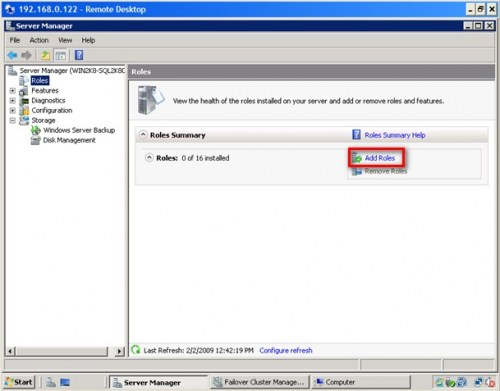 192.168.0.122 - Remote Desktop
Server Manager
File Action View Help
Server Manager (WIN2K8-SQL2K8C
Roles
Features
Diagnostics
Configuration
Storage
Windows Server Backup
Disk Management
Roles
View the health of the roles installed on your server and add or remove roles and features.
Roles Summary
Roles Summary Help
Roles: 0 of 16 installed
Add Roles
Remove Roles
Last Refresh: 2/2/2009 12:42:19 PM Configure refresh
Start
Server Manager
Failover Cluster Manage...
Computer